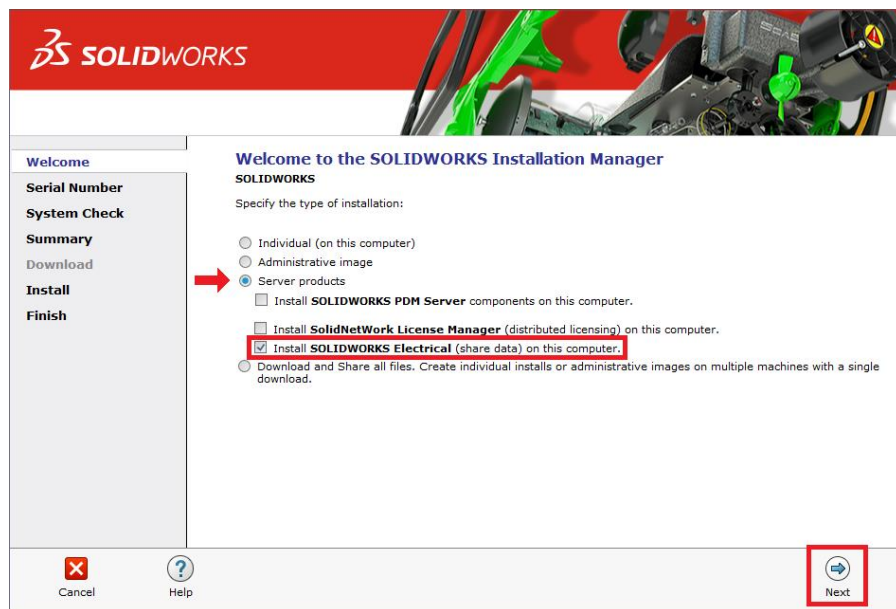 SOLIDWORKS
Welcome
Serial Number
System Check
Summary
Download
Install
Finish
Welcome to the SOLIDWORKS Installation Manager
SOLIDWORKS
Specify the type of installation:
Individual (on this computer)
Administrative image
Server products
Install SOLIDWORKS PDM Server components on this computer.
Install SolidNetWork License Manager (distributed licensing) on this computer.
Install SOLIDWORKS Electrical (share data) on this computer.
Download and Share all files. Create individual installs or administrative images on multiple machines with a single
download.
Cancel
Help
Next